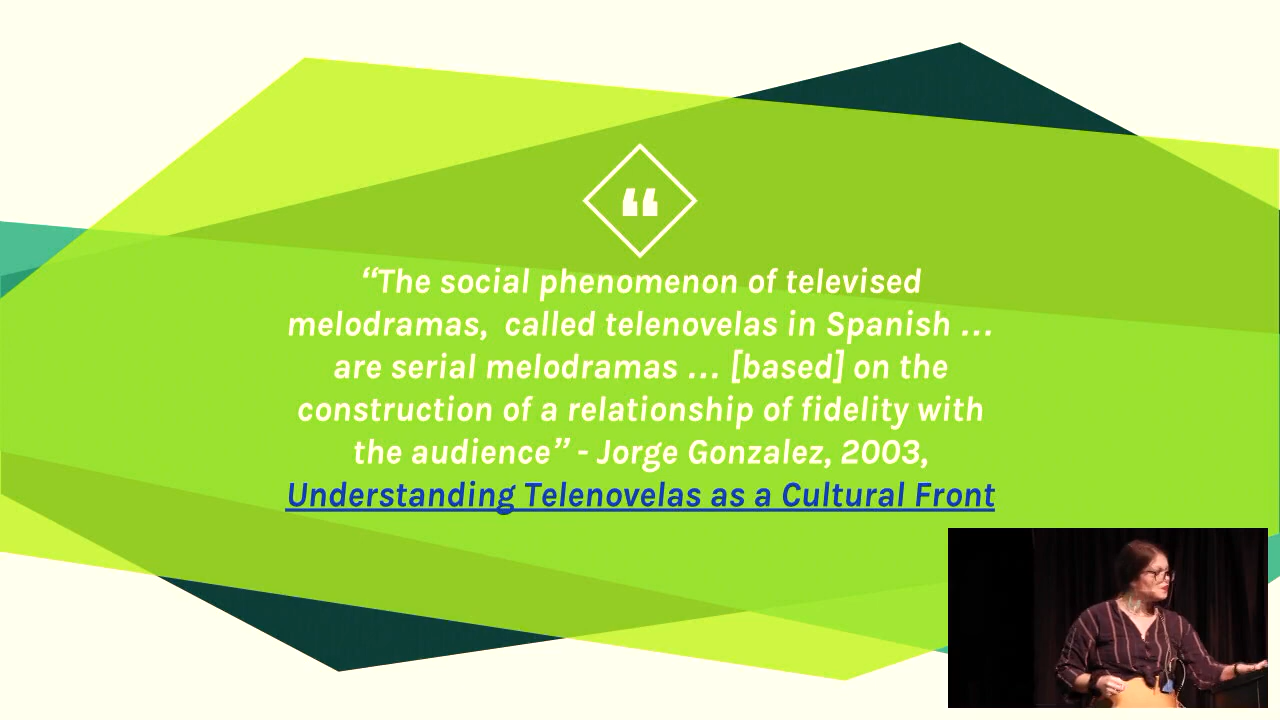 ❝
“The social phenomenon of televised
melodramas,  called telenovelas in Spanish …
are serial melodramas … [based] on the
construction of a relationship of fidelity with
the audience” - Jorge Gonzalez, 2003,
Understanding Telenovelas as a Cultural Front